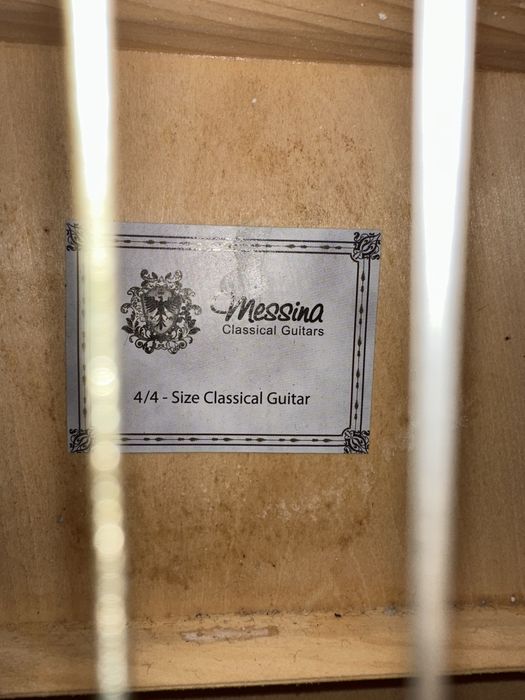 Messina
Classical Guitars
4/4 - Size Classical Guitar